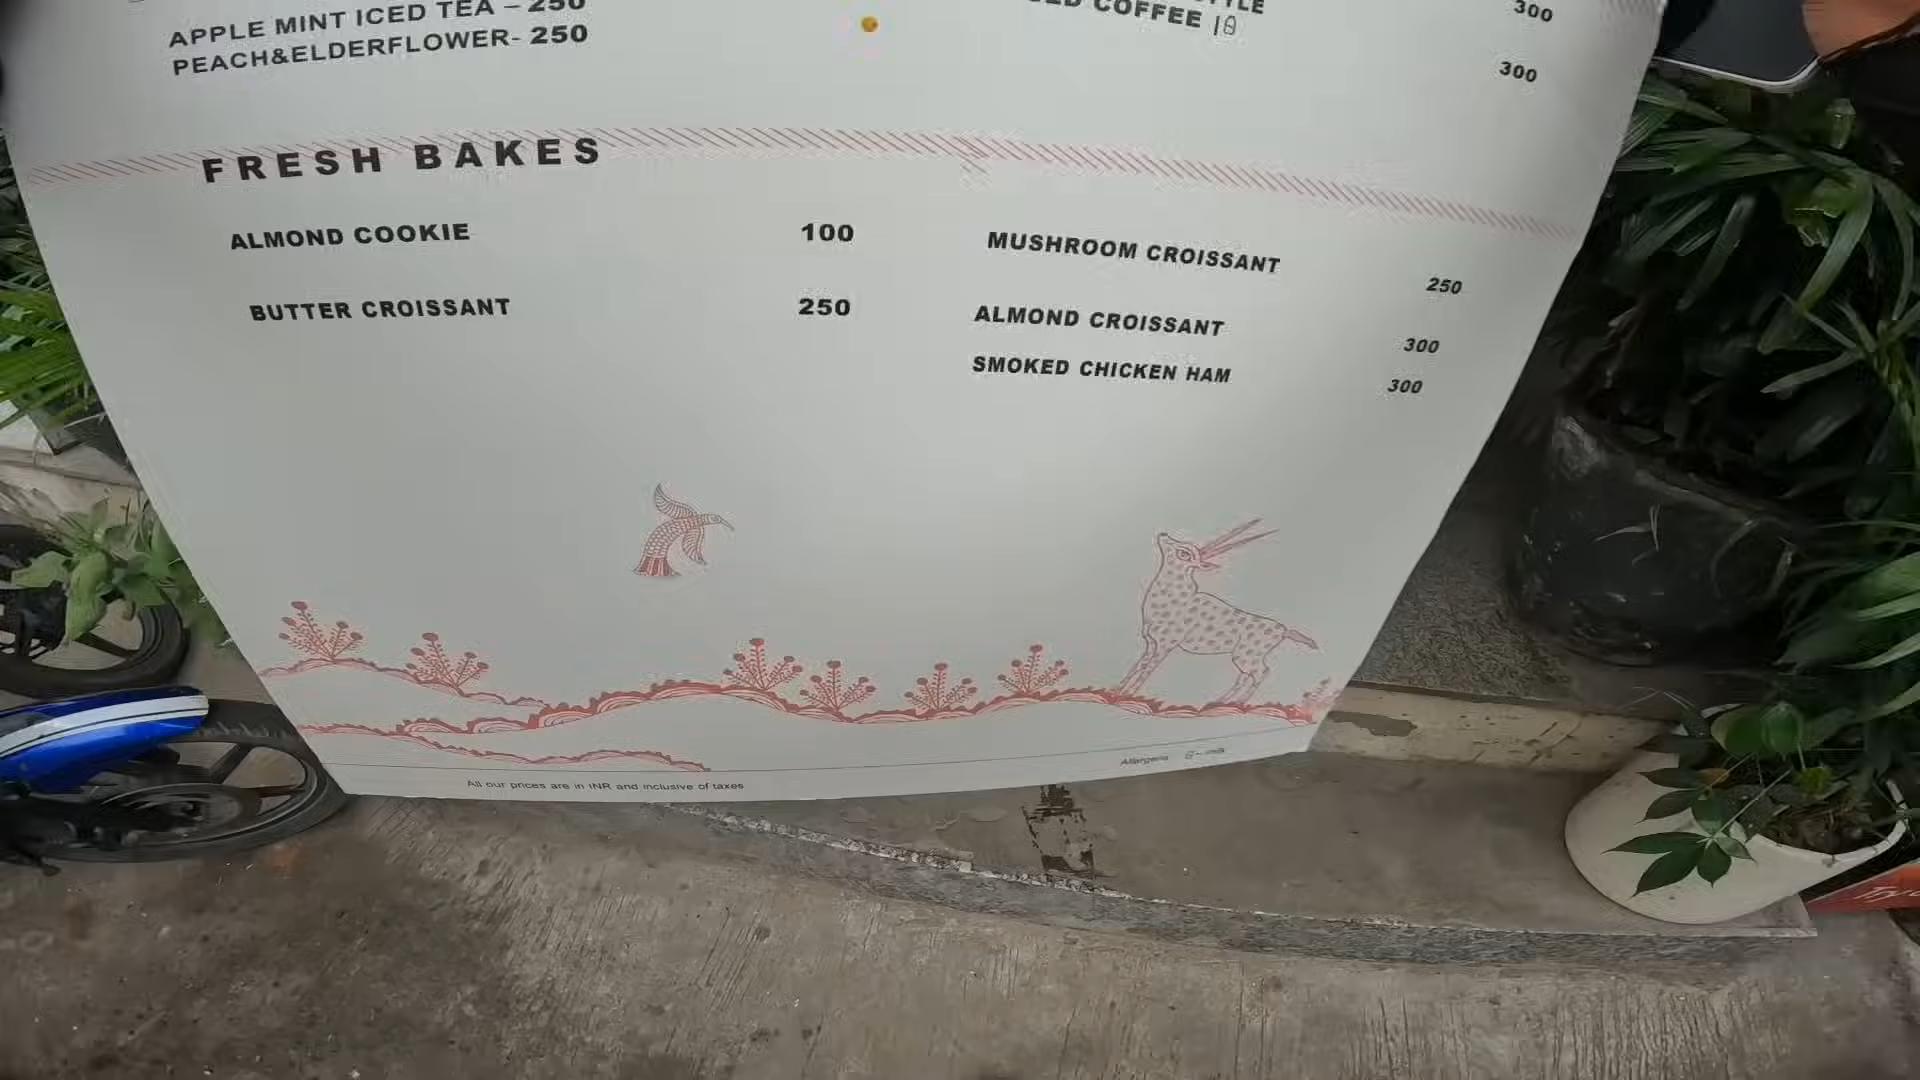 APPLE MINT ICED TEA – 250
PEACH&ELDERFLOWER- 250
COFFEE
300
300
FRESH BAKES
ALMOND COOKIE 100
BUTTER CROISSANT 250
MUSHROOM CROISSANT 250
ALMOND CROISSANT 300
SMOKED CHICKEN HAM 300
All our prices are in INR and inclusive of taxes
Allergens